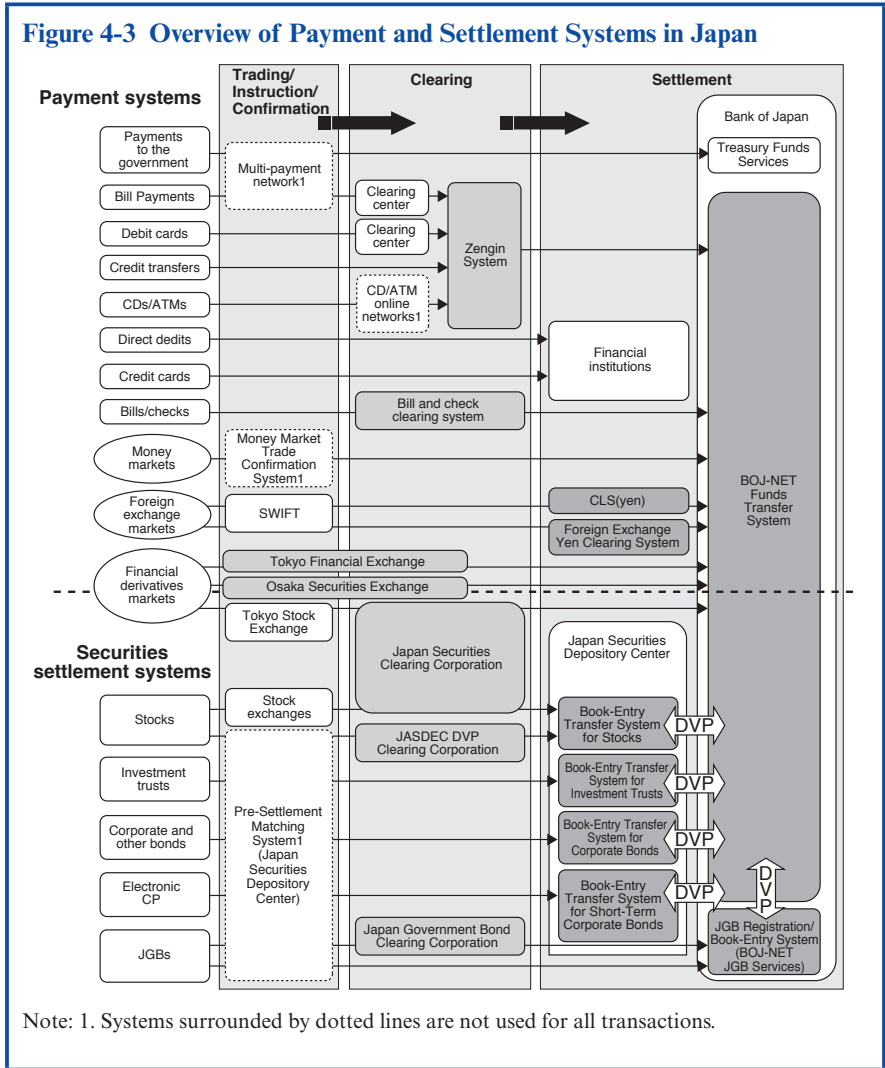 Figure 4-3 Overview of Payment and Settlement Systems in Japan
Trading/
Instruction/
Confirmation
Clearing
Settlement
Payment systems
Bank of Japan
Payments
to the
government
Multi-payment
network1
Treasury Funds
Services
Bill Payments
Clearing
center
Debit cards
Clearing
center
Zengin
System
Credit transfers
CDs/ATMs
CD/ATM
online
networks1
Direct dedits
Financial
institutions
Credit cards
Bills/checks
Bill and check
clearing system
Money
markets
Money Market
Trade
Confirmation
System1
BOJ-NET
Funds
Transfer
System
Foreign
exchange
markets
SWIFT
CLS(yen)
Foreign Exchange
Yen Clearing System
Financial
derivatives
markets
Tokyo Financial Exchange
Osaka Securities Exchange
Tokyo Stock
Exchange
Japan Securities
Clearing Corporation
Japan Securities
Depository Center
Securities
settlement systems
Stocks
Stock
exchanges
JASDEC DVP
Clearing Corporation
Book-Entry
Transfer System
for Stocks
DVP
Investment
trusts
Book-Entry Transfer
System for
Investment Trusts
DVP
Pre-Settlement
Matching
System1
(Japan
Securities
Depository
Center)
Corporate and
other bonds
Book-Entry Transfer
System for
Corporate Bonds
DVP
Electronic
CP
Book-Entry
Transfer System
for Short-Term
Corporate Bonds
DVP
D
V
P
JGBs
Japan Government Bond
Clearing Corporation
JGB Registration/
Book-Entry System
(BOJ-NET
JGB Services)
Note: 1. Systems surrounded by dotted lines are not used for all transactions.